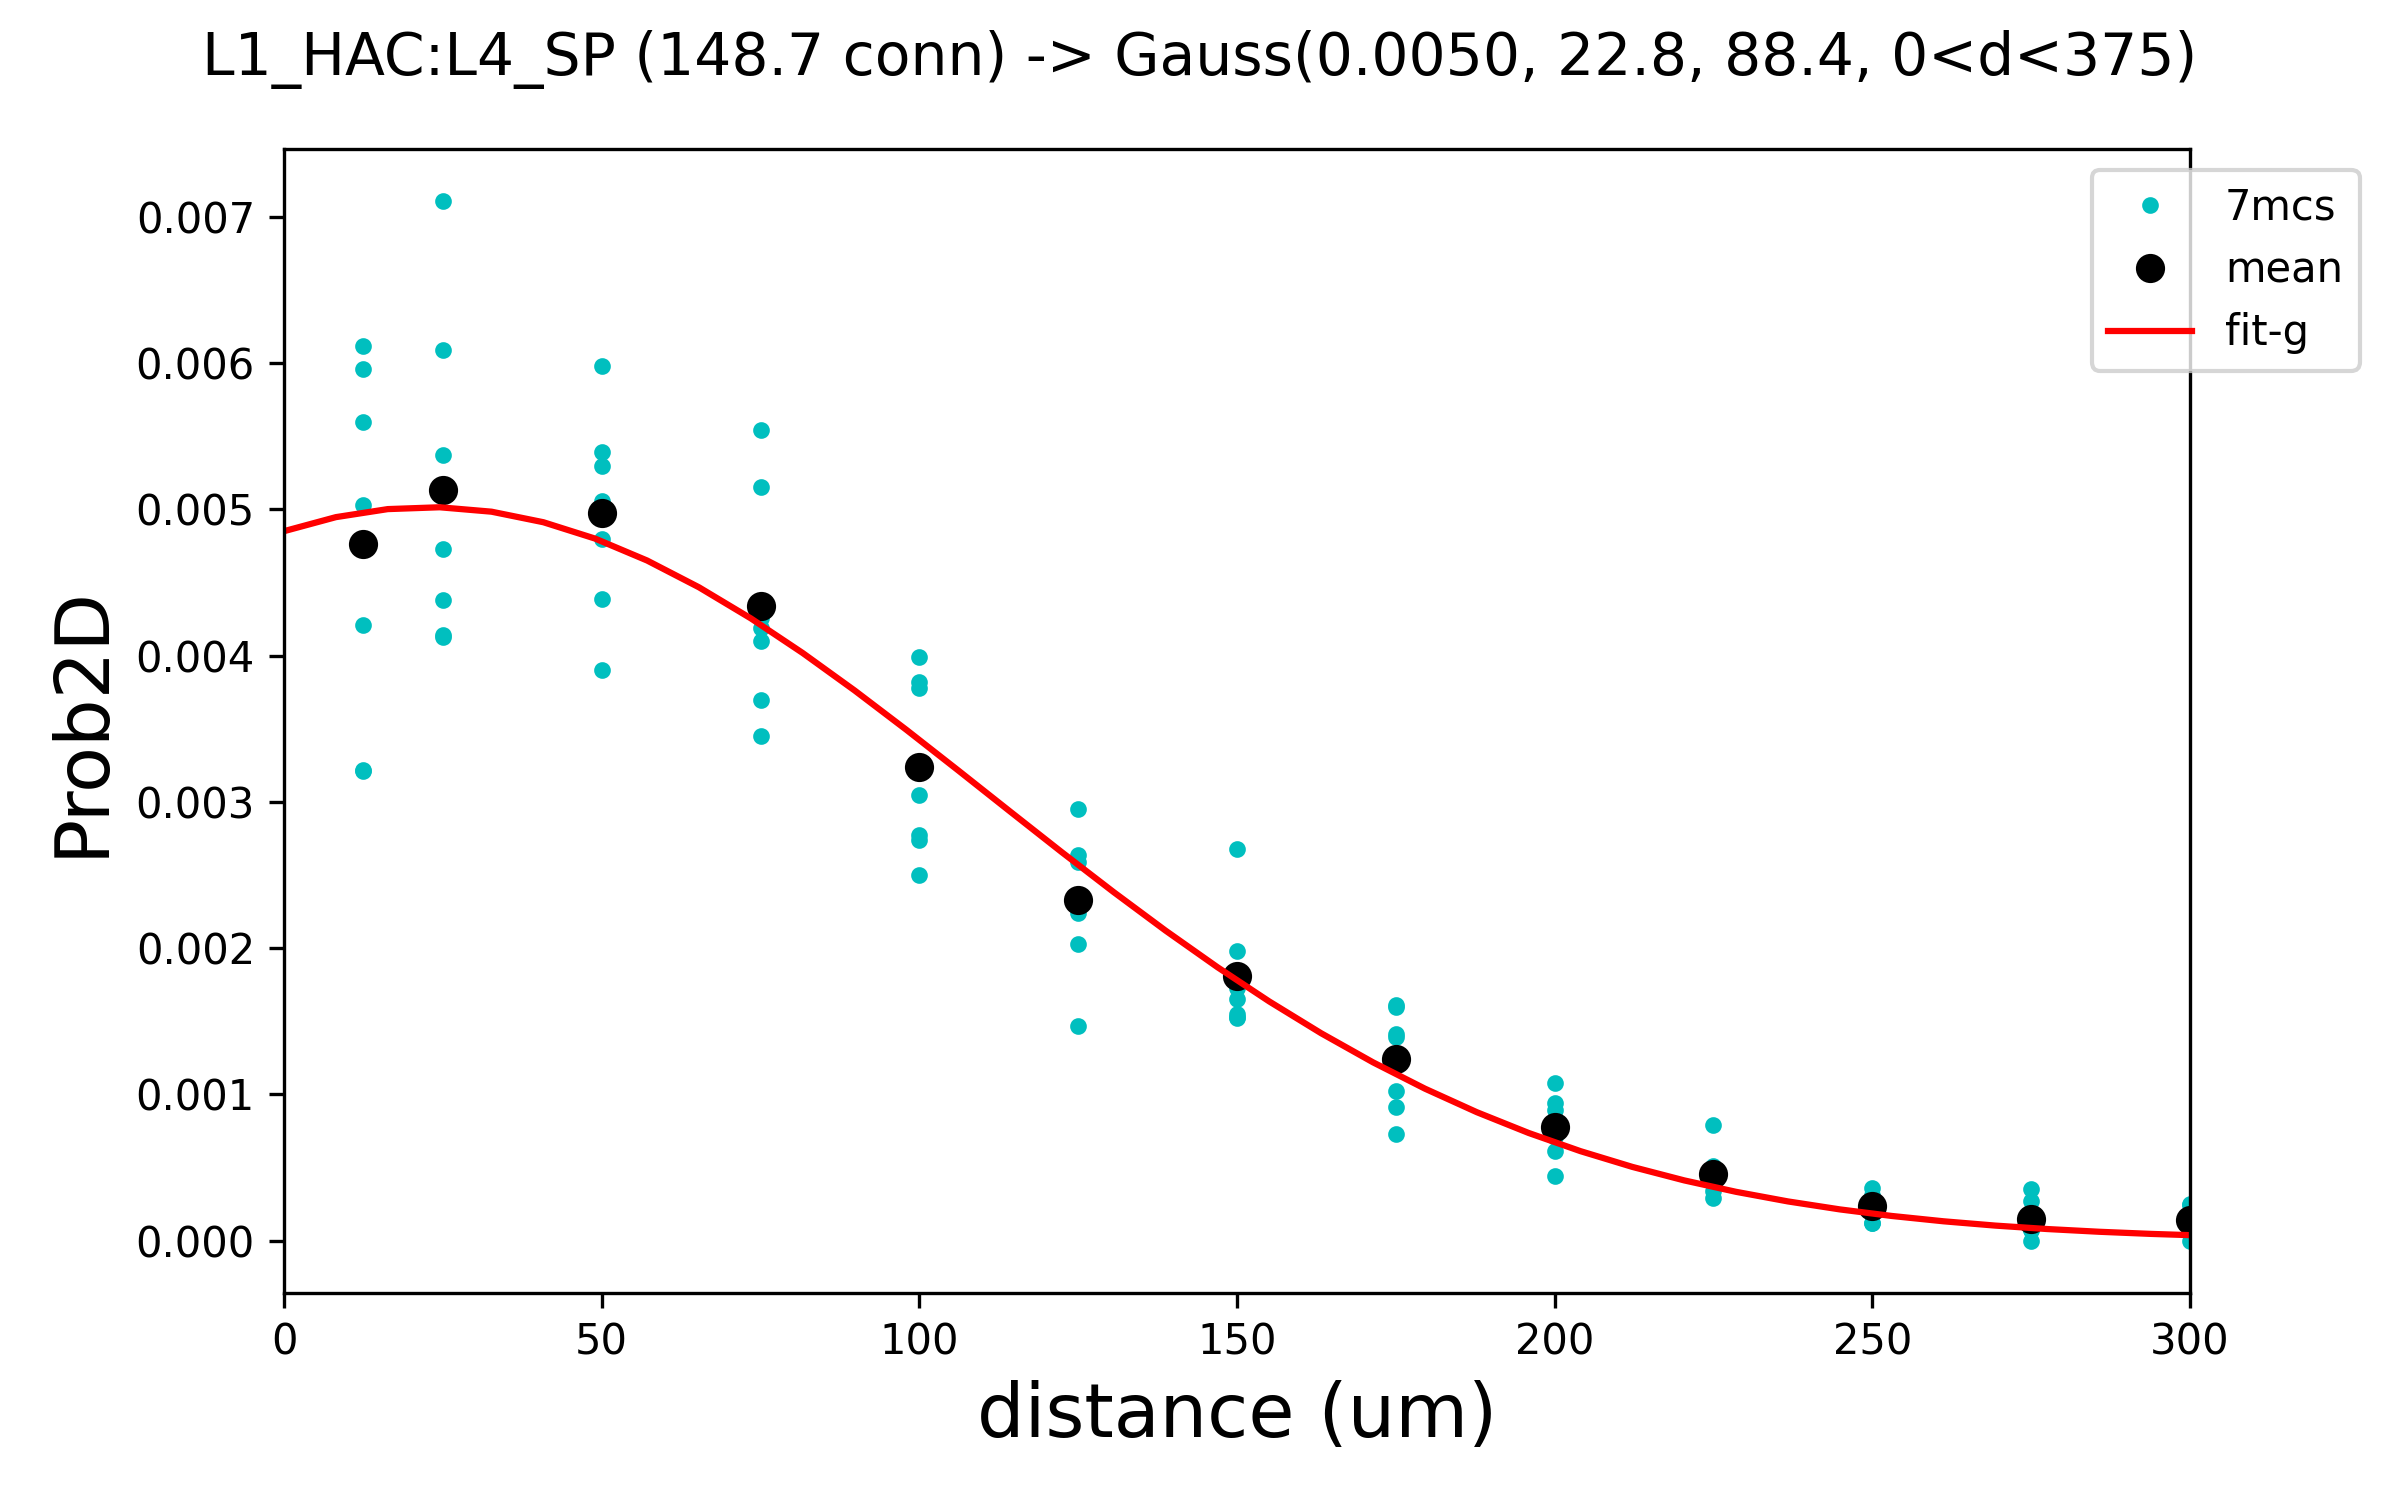 L1_HAC:L4_SP (148.7 conn) -> Gauss(0.0050, 22.8, 88.4, 0<d<375)
7mcs
mean
fit-g
Prob2D
0.007
0.006
0.005
0.004
0.003
0.002
0.001
0.000
0 50 100 150 200 250 300
distance (um)